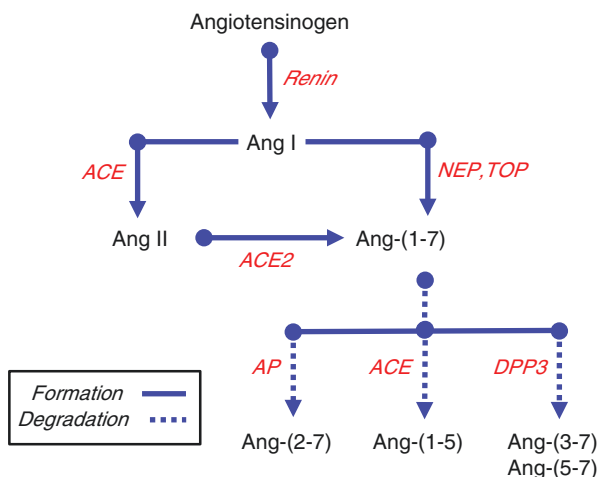 Angiotensinogen
Renin
Ang I
ACE
NEP,TOP
Ang II
Ang-(1-7)
ACE2
AP
ACE
DPP3
Formation
Degradation
Ang-(2-7)
Ang-(1-5)
Ang-(3-7)
Ang-(5-7)